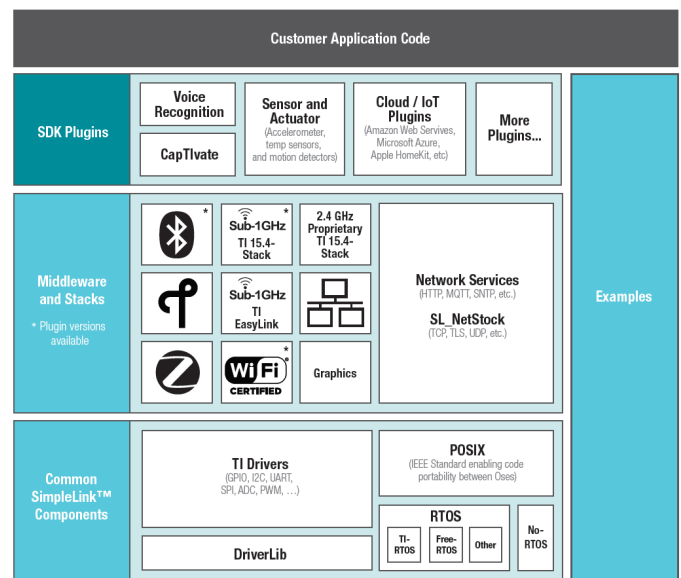 Customer Application Code
SDK Plugins
Voice
Recognition
CapTIvate
Sensor and
Actuator
(Accelerometer,
temp sensors,
and motion detectors)
Cloud / IoT
Plugins
(Amazon Web Servives,
Microsoft Azure,
Apple HomeKit, etc)
More
Plugins...
Examples
Middleware
and Stacks
* Plugin versions
available
*
Sub-1GHz *
TI 15.4-
Stack
2.4 GHz
Proprietary
TI 15.4-
Stack
Sub-1GHz
TI
EasyLink
*
Wi Fi
CERTIFIED
Graphics
Network Services
(HTTP, MQTT, SNTP, etc.)
SL_NetStock
(TCP, TLS, UDP, etc.)
Common
SimpleLink™
Components
TI Drivers
(GPIO, I2C, UART,
SPI, ADC, PWM, …)
DriverLib
POSIX
(IEEE Standard enabling code
portability between Oses)
RTOS
TI-
RTOS
Free-
RTOS
Other
No-
RTOS